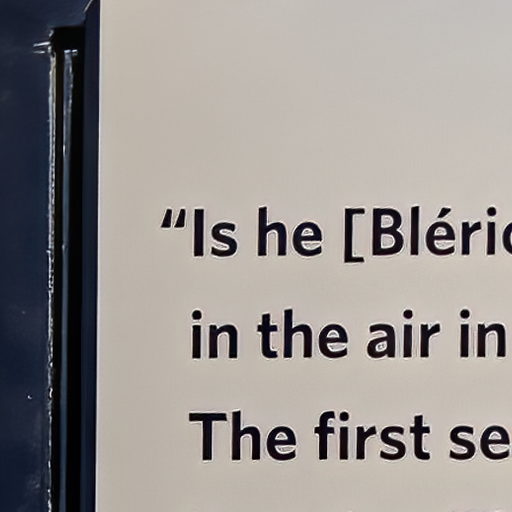 “Is he [Blério
in the air in
The first se